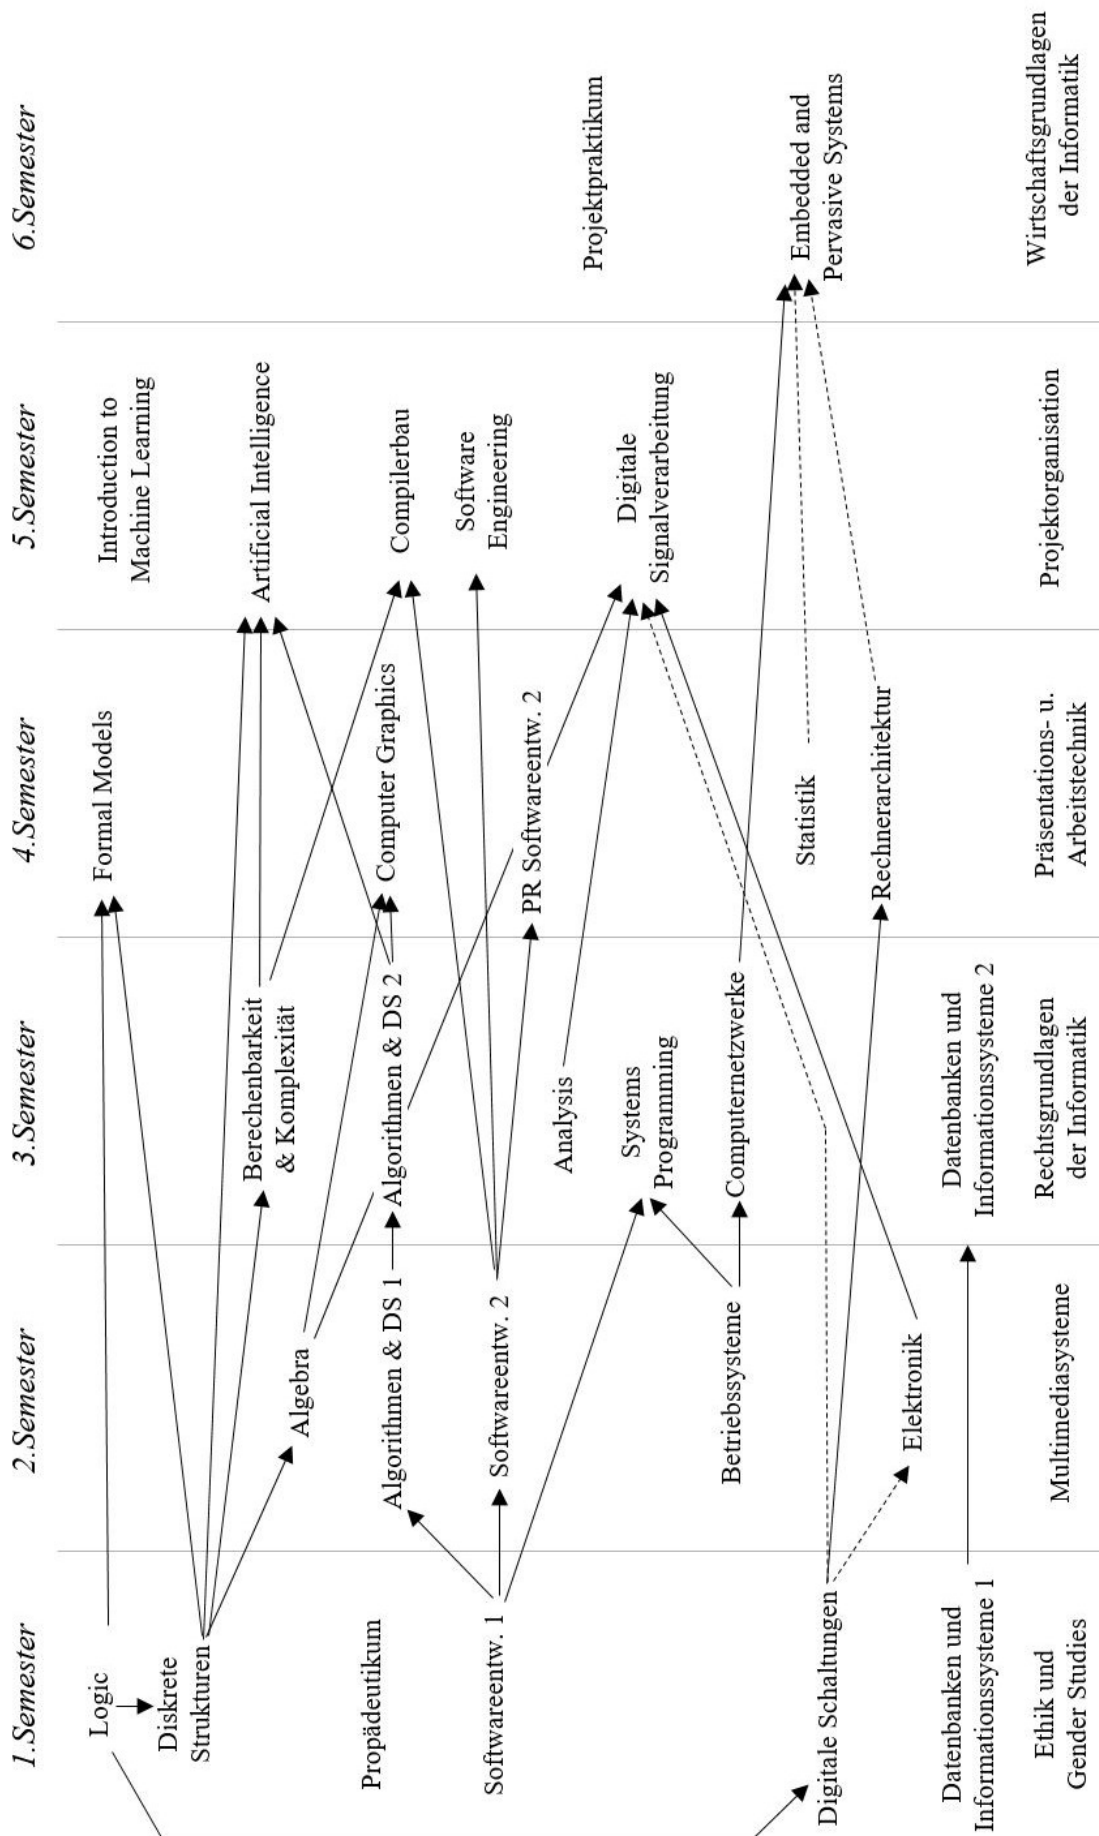 1.Semester
2.Semester
3.Semester
4.Semester
5.Semester
6.Semester
Logic
Diskrete
Strukturen
Propädeutikum
Softwareentw. 1
Digitale Schaltungen
Datenbanken und
Informationssysteme 1
Ethik und
Gender Studies
Algebra
Algorithmen & DS 1
Softwareentw. 2
Betriebssysteme
Elektronik
Multimediasysteme
Berechenbarkeit
& Komplexität
Algorithmen & DS 2
Analysis
Systems
Programming
Computernetzwerke
Datenbanken und
Informationssysteme 2
Rechtsgrundlagen
der Informatik
Formal Models
Computer Graphics
PR Softwareentw. 2
Statistik
Rechnerarchitektur
Präsentations- u.
Arbeitstechnik
Introduction to
Machine Learning
Artificial Intelligence
Compilerbau
Software
Engineering
Digitale
Signalverarbeitung
Projektorganisation
Projektpraktikum
Embedded and
Pervasive Systems
Wirtschaftsgrundlagen
der Informatik